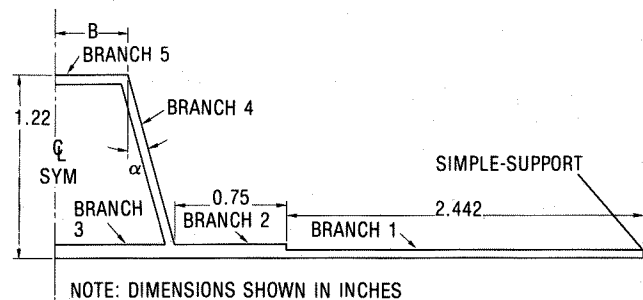 B
BRANCH 5
BRANCH 4
1.22
℄
SYM
α
SIMPLE-SUPPORT
0.75
2.442
BRANCH
3
BRANCH 2
BRANCH 1
NOTE: DIMENSIONS SHOWN IN INCHES